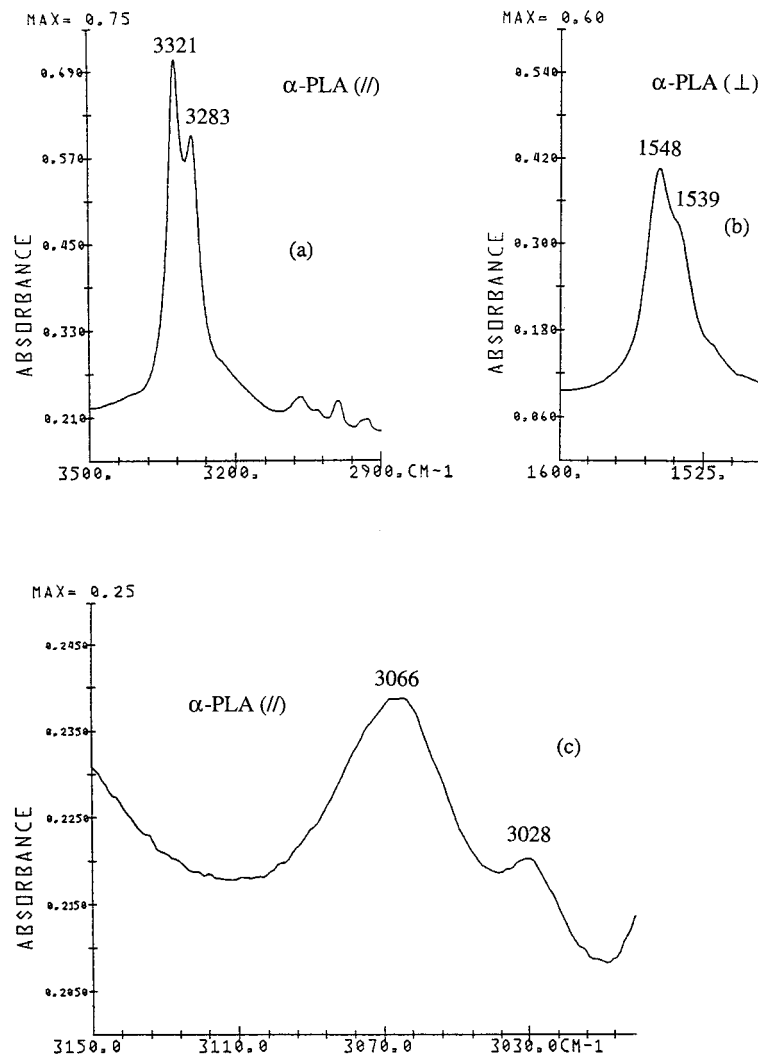 MAX= 0.75
3321
0.690
α-PLA (//)
3283
0.570
0.450
(a)
0.330
0.210
ABSORBANCE
3500.
3200.
2900.CM-1
MAX= 0.60
0.540
α-PLA (⊥)
1548
0.420
1539
(b)
0.300
0.180
0.060
ABSORBANCE
1600.
1525.
MAX= 0.25
0.2450
3066
α-PLA (//)
0.2350
(c)
0.2250
3028
0.2150
0.2050
ABSORBANCE
3150.0
3110.0
3070.0
3030.0CM-1